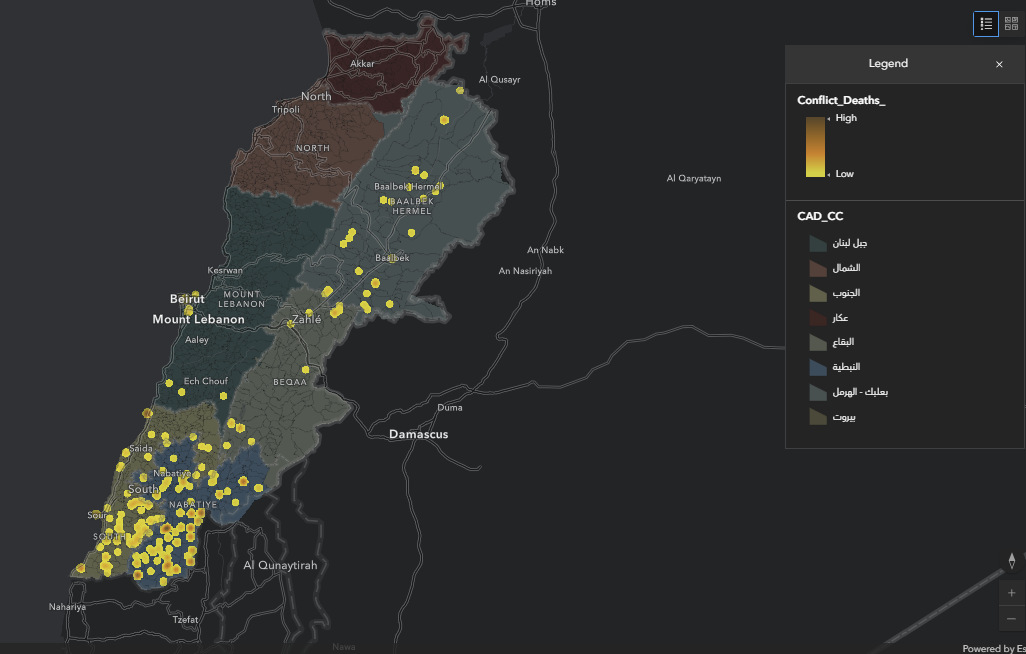 Homs
Akkar
Al Qusayr
North
Tripoli
NORTH
Al Qaryatayn
Baalbek Hermel
BAALBEK
HERMEL
An Nabk
Baalbek
Kesrwan
An Nasiriyah
MOUNT
LEBANON
Beirut
Mount Lebanon
Zahlé
Aaley
Ech Chouf
BEQAA
Duma
Damascus
Saida
Nabatiye
South
NABATIYE
Sour
SOUTH
Al Qunaytirah
Nahariya
Tzefat
Nawa
Legend
×
Conflict_Deaths_
High
Low
CAD_CC
جبل لبنان
الشمال
الجنوب
عكار
البقاع
النبطية
بعلبك - الهرمل
بيروت
+
−
Powered by Es